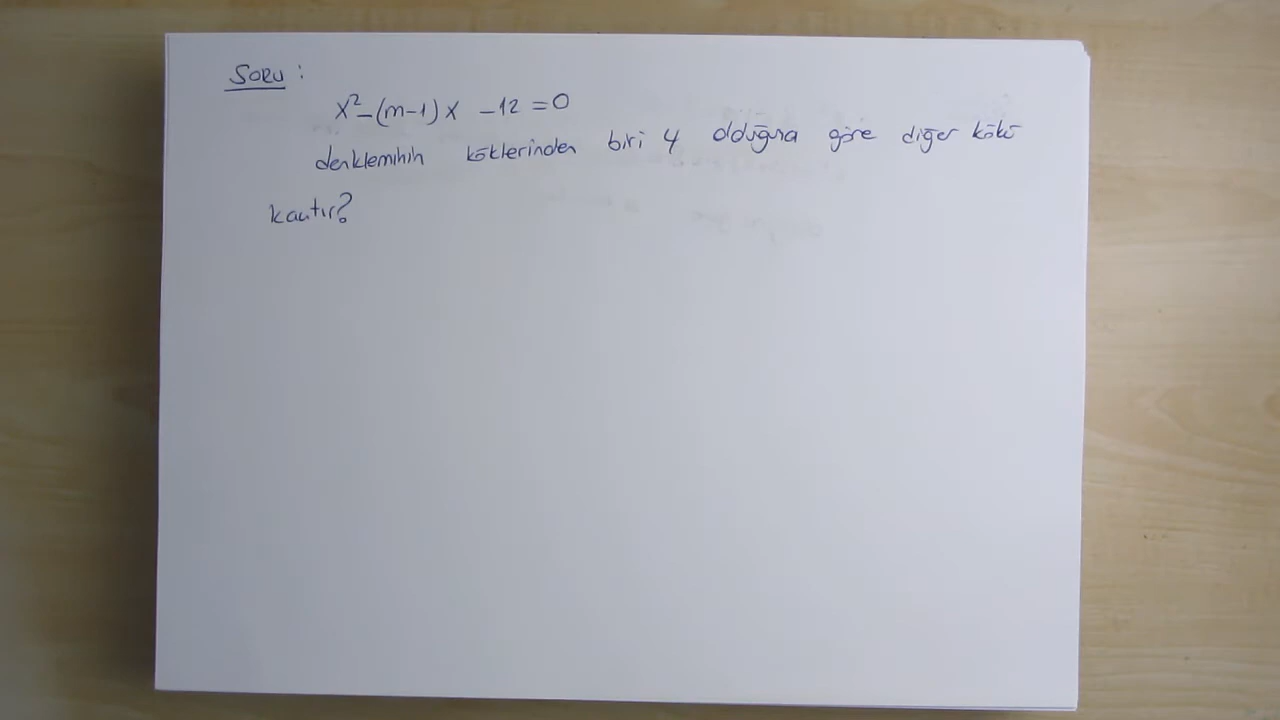 SORU :
x² - (m-1) x - 12 = 0
denkleminin köklerinden biri 4 olduğuna göre diğer kökü
kaçtır?